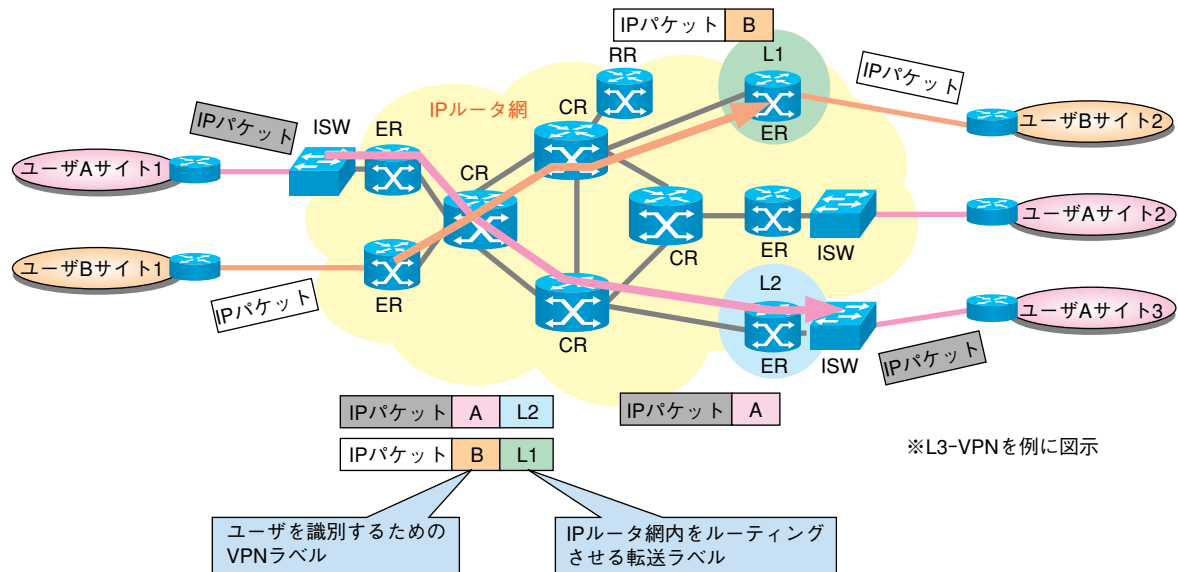 IPパケット B
RR
L1
IPパケット
IPルータ網
CR
IPパケット
ISW
ER
ER
ユーザBサイト2
ユーザAサイト1
CR
ユーザAサイト2
ER
ISW
CR
ユーザBサイト1
ER
L2
IPパケット
ユーザAサイト3
CR
ER
ISW
IPパケット
IPパケット A L2
IPパケット A
IPパケット B L1
※L3-VPNを例に図示
ユーザを識別するための
VPNラベル
IPルータ網内をルーティング
させる転送ラベル